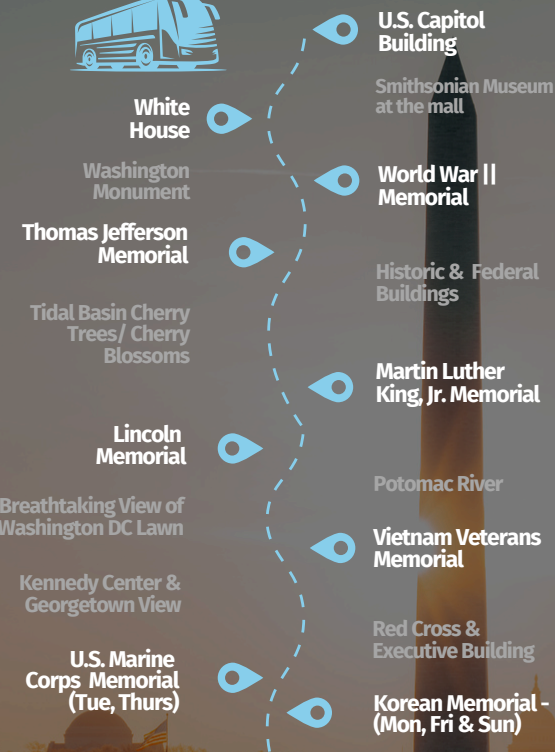 U.S. Capitol
Building
Smithsonian Museum
at the mall
White
House
Washington
Monument
World War ||
Memorial
Thomas Jefferson
Memorial
Historic & Federal
Buildings
Tidal Basin Cherry
Trees/ Cherry
Blossoms
Martin Luther
King, Jr. Memorial
Lincoln
Memorial
Potomac River
Breathtaking View of
Washington DC Lawn
Vietnam Veterans
Memorial
Kennedy Center &
Georgetown View
Red Cross &
Executive Building
U.S. Marine
Corps Memorial
(Tue, Thurs)
Korean Memorial -
(Mon, Fri & Sun)